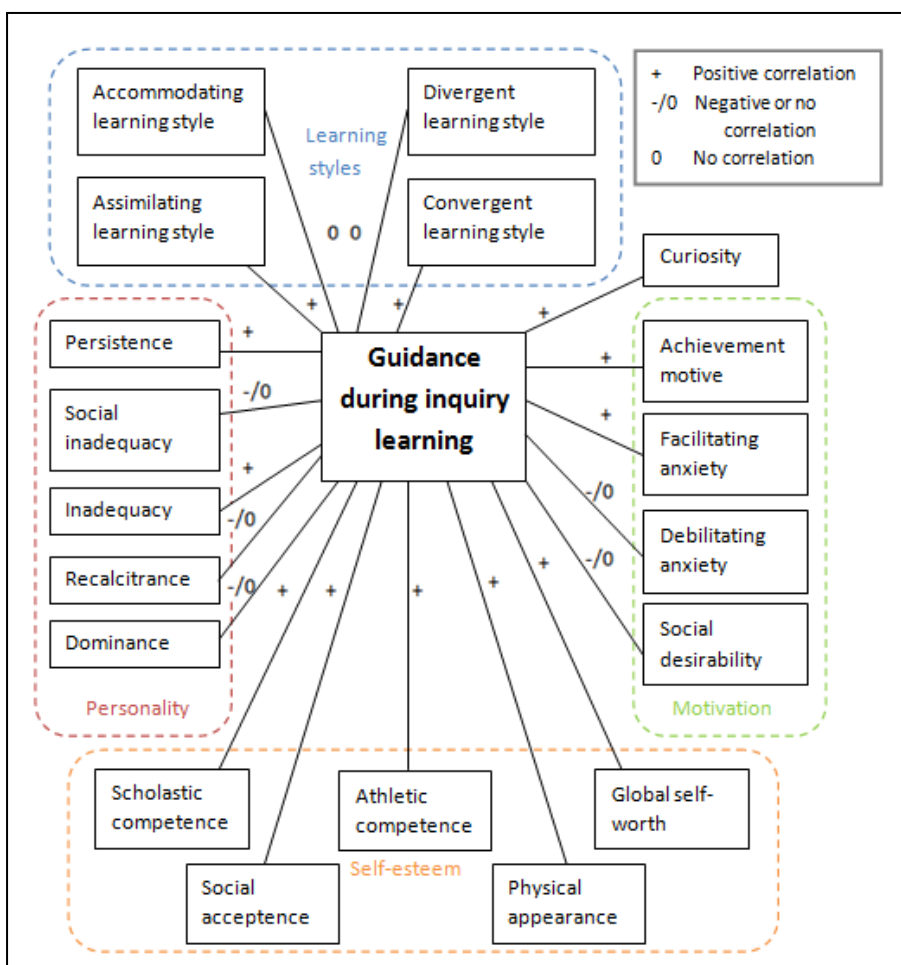 Accommodating
learning style
Divergent
learning style
Learning
styles
Assimilating
learning style
Convergent
learning style
0 0
+ +
+ Positive correlation
-/0 Negative or no
correlation
0 No correlation
Curiosity
+
Persistence
+
Social
inadequacy
-/0
Inadequacy
+
Recalcitrance
-/0
Dominance
-/0
Personality
Guidance
during inquiry
learning
Achievement
motive
+
Facilitating
anxiety
+
Debilitating
anxiety
-/0
Social
desirability
-/0
Motivation
+ + + + +
Scholastic
competence
Athletic
competence
Global self-
worth
Self-esteem
Social
acceptence
Physical
appearance